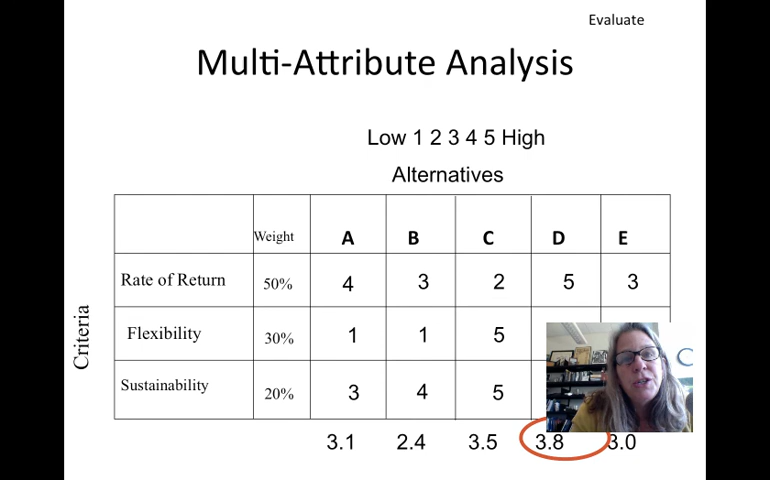 Evaluate
Multi-Attribute Analysis
Low 1 2 3 4 5 High
Alternatives
Weight A B C D E
Rate of Return 50% 4 3 2 5 3
Flexibility 30% 1 1 5
Sustainability 20% 3 4 5
Criteria
3.1 2.4 3.5 3.8 3.0